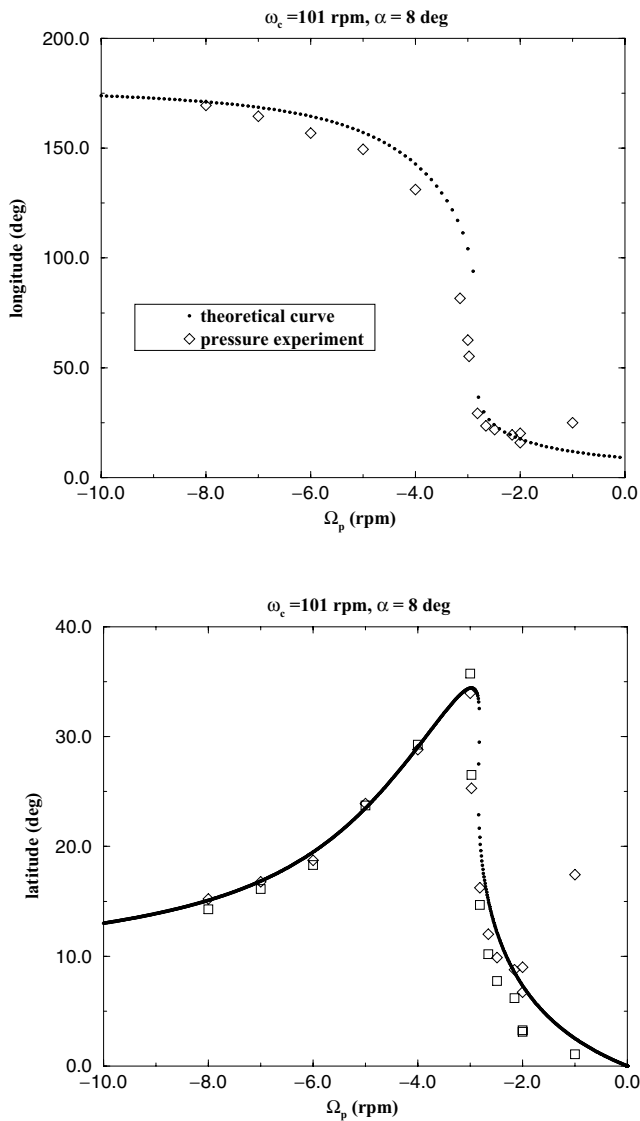 ω_c =101 rpm, α = 8 deg
200.0
150.0
100.0
50.0
0.0
longitude (deg)
theoretical curve
pressure experiment
−10.0 −8.0 −6.0 −4.0 −2.0 0.0
Ω_p (rpm)
ω_c =101 rpm, α = 8 deg
40.0
30.0
20.0
10.0
0.0
latitude (deg)
−10.0 −8.0 −6.0 −4.0 −2.0 0.0
Ω_p (rpm)